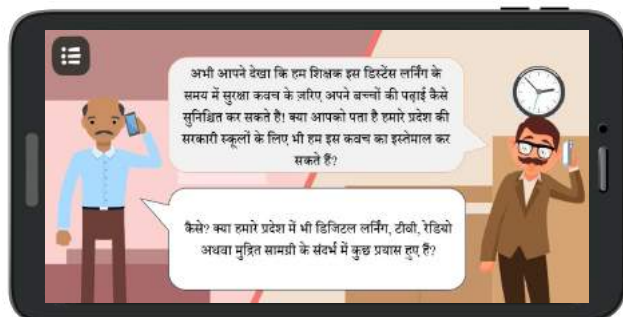 अभी आपने देखा कि हम शिक्षक इस डिस्टेंस लर्निंग के
समय में सुरक्षा कवच के ज़रिए अपने बच्चों की पढ़ाई कैसे
सुनिश्चित कर सकते है! क्या आपको पता है हमारे प्रदेश की
सरकारी स्कूलों के लिए भी हम इस कवच का इस्तेमाल कर
सकते हैं?
कैसे? क्या हमारे प्रदेश में भी डिजिटल लर्निंग, टीवी, रेडियो
अथवा मुद्रित सामग्री के संदर्भ में कुछ प्रयास हुए हैं?